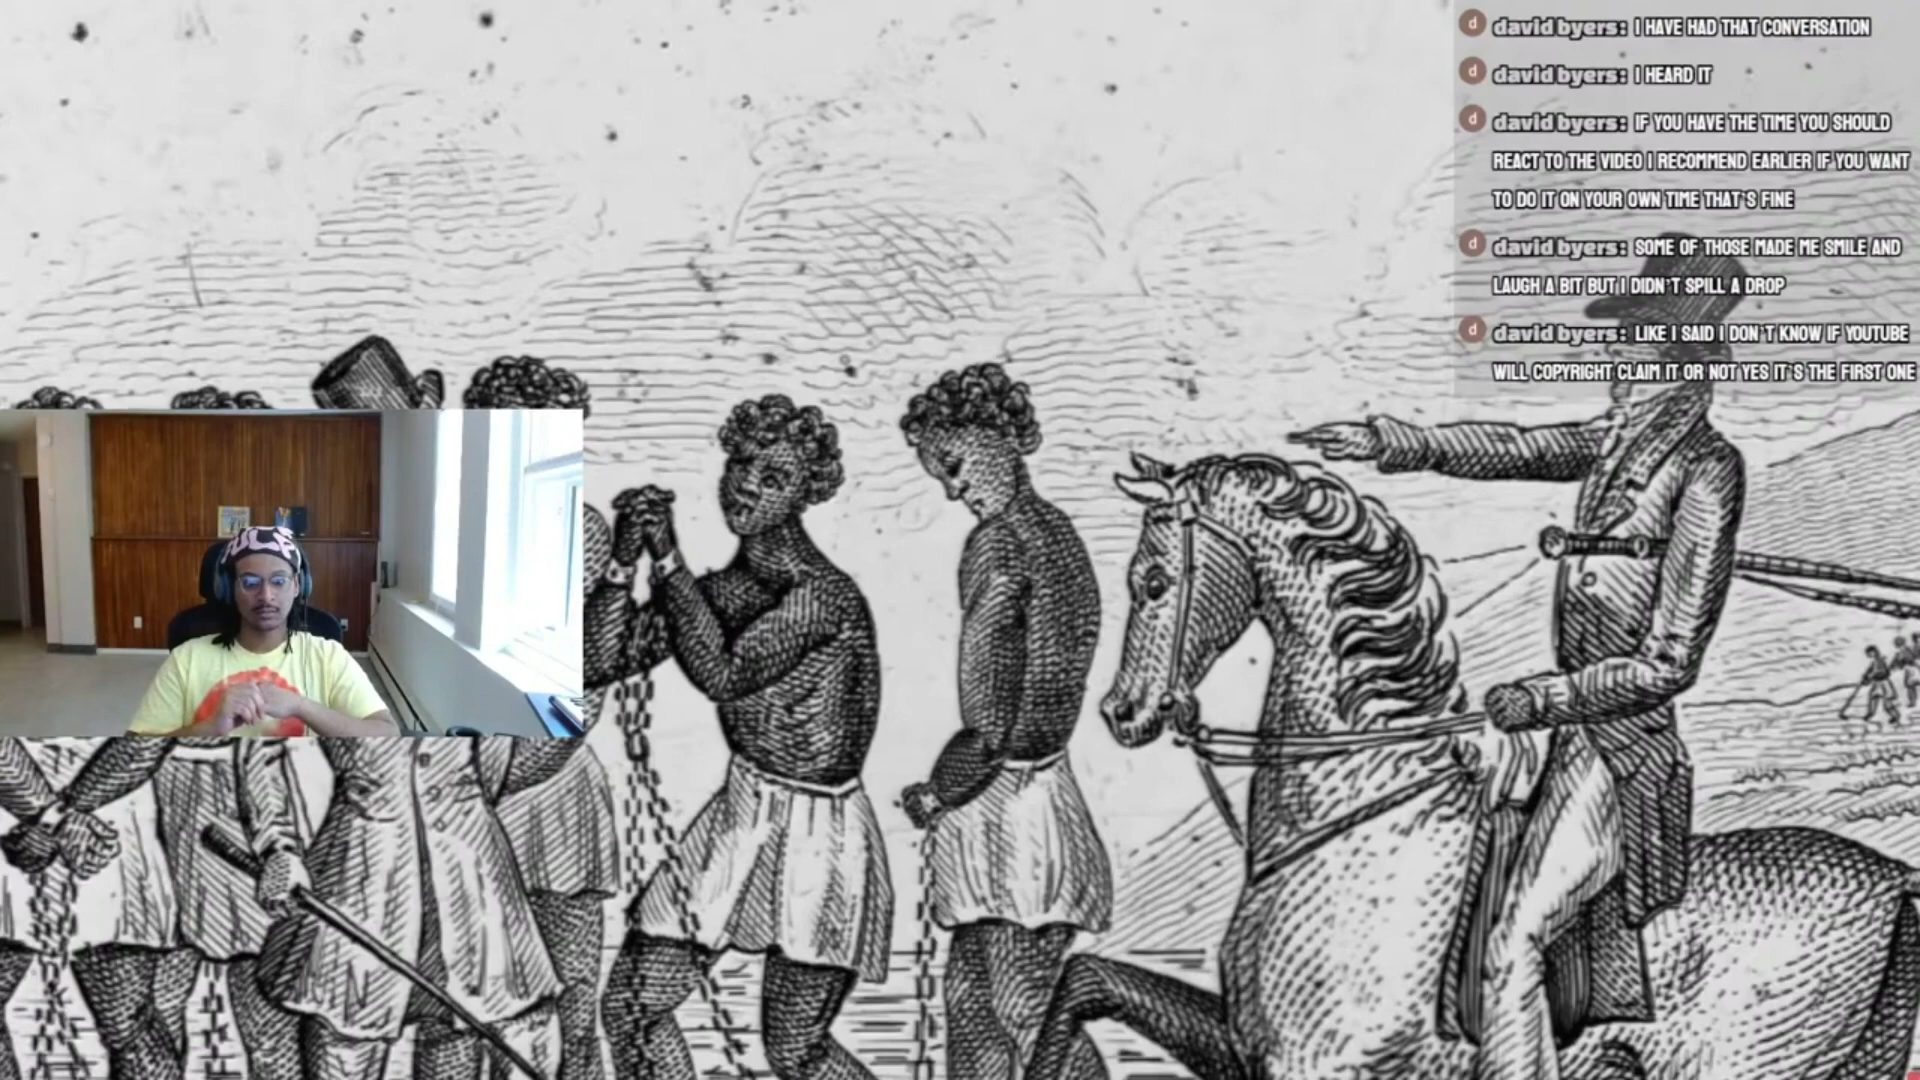 david byers: I HAVE HAD THAT CONVERSATION
david byers: I HEARD IT
david byers: IF YOU HAVE THE TIME YOU SHOULD
REACT TO THE VIDEO I RECOMMEND EARLIER IF YOU WANT
TO DO IT ON YOUR OWN TIME THAT'S FINE
david byers: SOME OF THOSE MADE ME SMILE AND
LAUGH A BIT BUT I DIDN'T SPILL A DROP
david byers: LIKE I SAID I DON'T KNOW IF YOUTUBE
WILL COPYRIGHT CLAIM IT OR NOT YES IT'S THE FIRST ONE